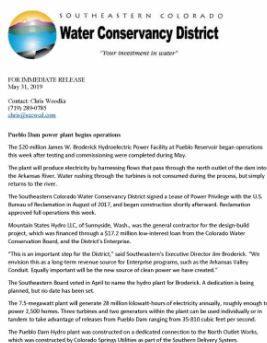 SOUTHEASTERN COLORADO
Water Conservancy District
"Your investment in water"
FOR IMMEDIATE RELEASE
May 31, 2019
Contact: Chris Woodka
(719) 289-0785
chris@secwcd.com
Pueblo Dam power plant begins operations
The $20 million James W. Broderick Hydroelectric Power Facility at Pueblo Reservoir began operations
this week after testing and commissioning were completed during May.
The plant will produce electricity by harnessing flows that pass through the north outlet of the dam into
the Arkansas River. Water rushing through the turbines is not consumed during the process, but simply
returns to the river.
The Southeastern Colorado Water Conservancy District signed a Lease of Power Privilege with the U.S.
Bureau of Reclamation in August of 2017, and began construction shortly afterward. Reclamation
approved full operations this week.
Mountain States Hydro LLC, of Sunnyside, Wash., was the general contractor for the design-build
project, which was financed through a $17.2 million low-interest loan from the Colorado Water
Conservation Board, and the District's Enterprise.
"This is an important step for the District," said Southeastern's Executive Director Jim Broderick. "We
envision this as a long-term revenue source for Enterprise programs, such as the Arkansas Valley
Conduit. Equally important will be the new source of clean power we have created."
The Southeastern Board voted in April to name the hydro plant for Broderick. A dedication is being
planned, but no date has been set.
The 7.5-megawatt plant will generate 28 million kilowatt-hours of electricity annually, roughly enough to
power 2,500 homes. Three turbines and two generators within the plant can be used individually or in
tandem to take advantage of releases from Pueblo Dam ranging from 35-810 cubic feet per second.
The Pueblo Dam Hydro plant was constructed on a dedicated connection to the North Outlet Works,
which was constructed by Colorado Springs Utilities as part of the Southern Delivery System.